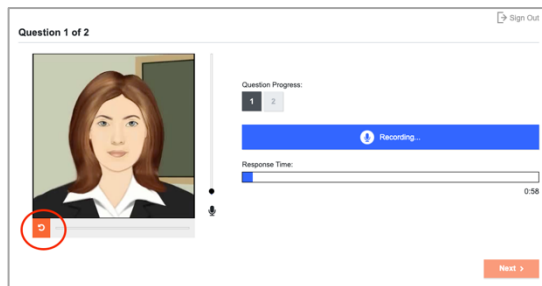 Sign Out
Question 1 of 2
Question Progress:
1 2
Recording...
Response Time:
0:58
Next >